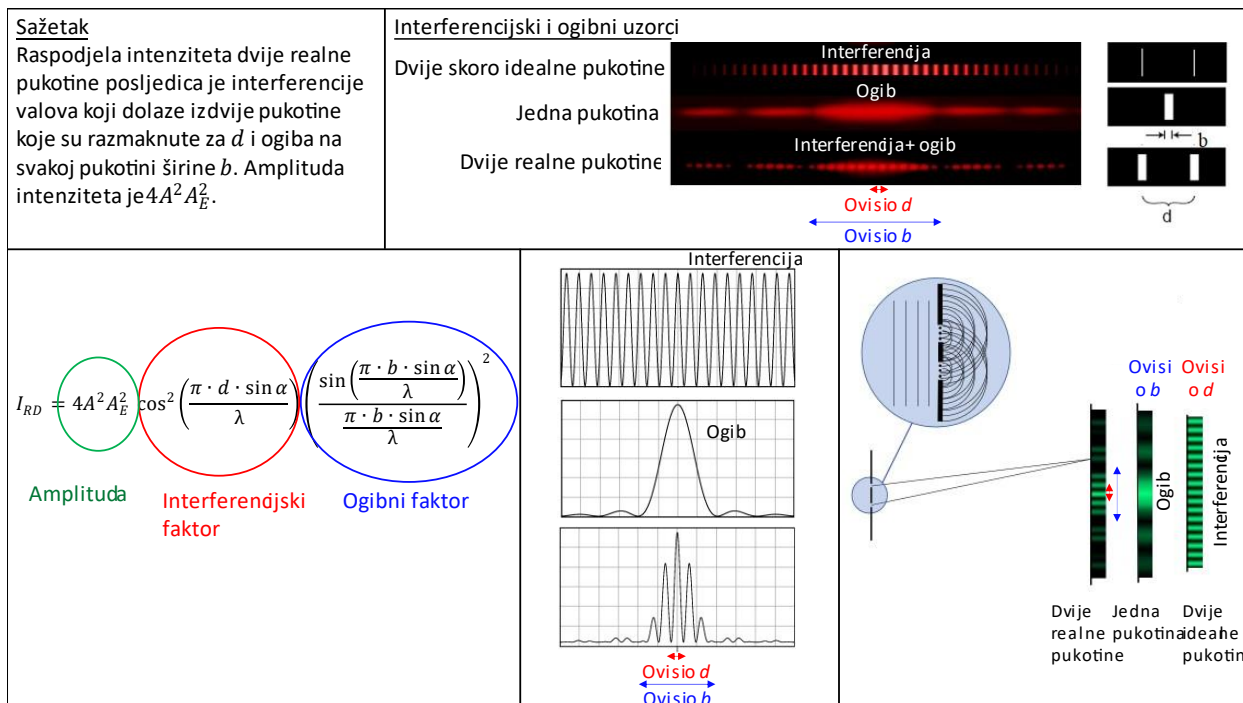 Sažetak
Raspodjela intenziteta dvije realne
pukotine posljedica je interferencije
valova koji dolaze izdvije pukotine
koje su razmaknute za d i ogiba na
svakoj pukotini širine b. Amplituda
intenziteta je4A²A_E².
Interferencijski i ogibni uzorci
Dvije skoro idealne pukotine
Jedna pukotina
Dvije realne pukotine
Interferencija
Ogib
Interferencija+ ogib
Ovisio d
Ovisio b
b
d
I_RD = 4A²A_E² cos²(π · d · sin α / λ) (sin(π · b · sin α / λ) / (π · b · sin α / λ))²
Amplituda
Interferencijski
faktor
Ogibni faktor
Interferencija
Ogib
Ovisio d
Ovisio b
Ovisi
o b
Ovisi
o d
Ogib
Interferencija
Dvije
realne
pukotine
Jedna
pukotina
Dvije
idealne
pukotine